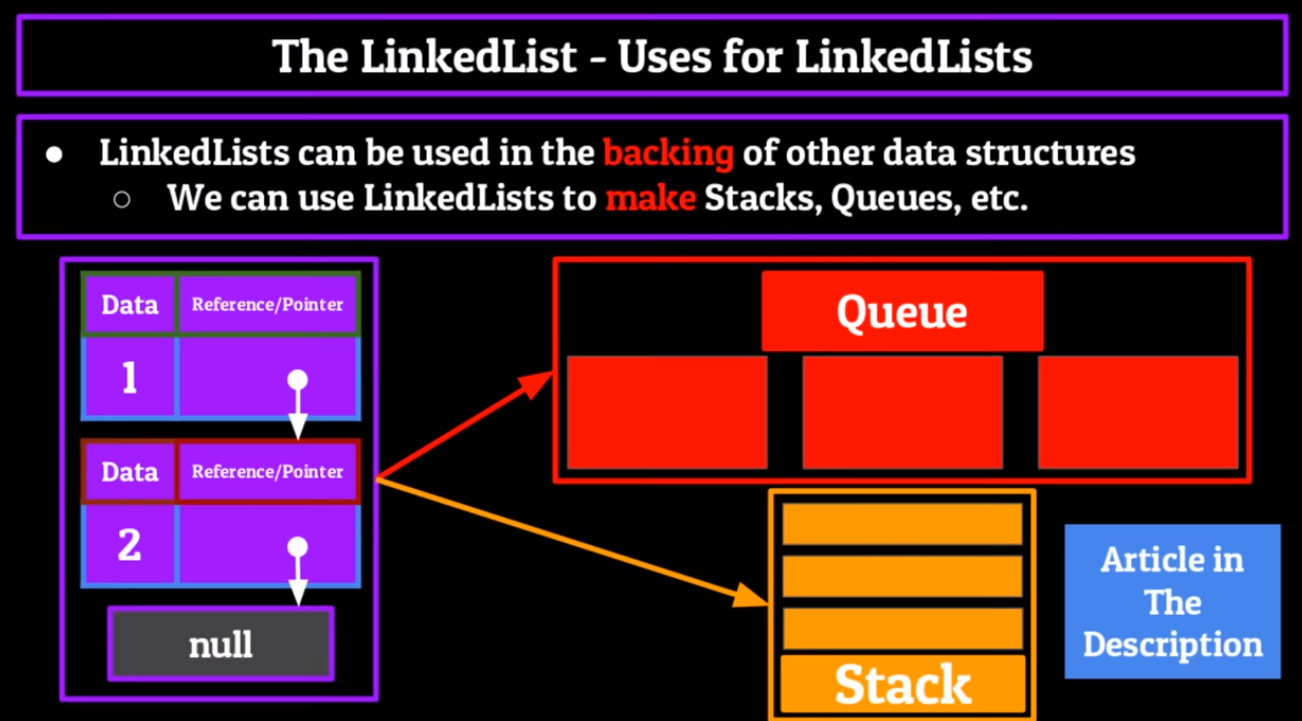 The LinkedList - Uses for LinkedLists
● LinkedLists can be used in the backing of other data structures
○ We can use LinkedLists to make Stacks, Queues, etc.
Data Reference/Pointer
1
Data Reference/Pointer
2
null
Queue
Stack
Article in
The
Description